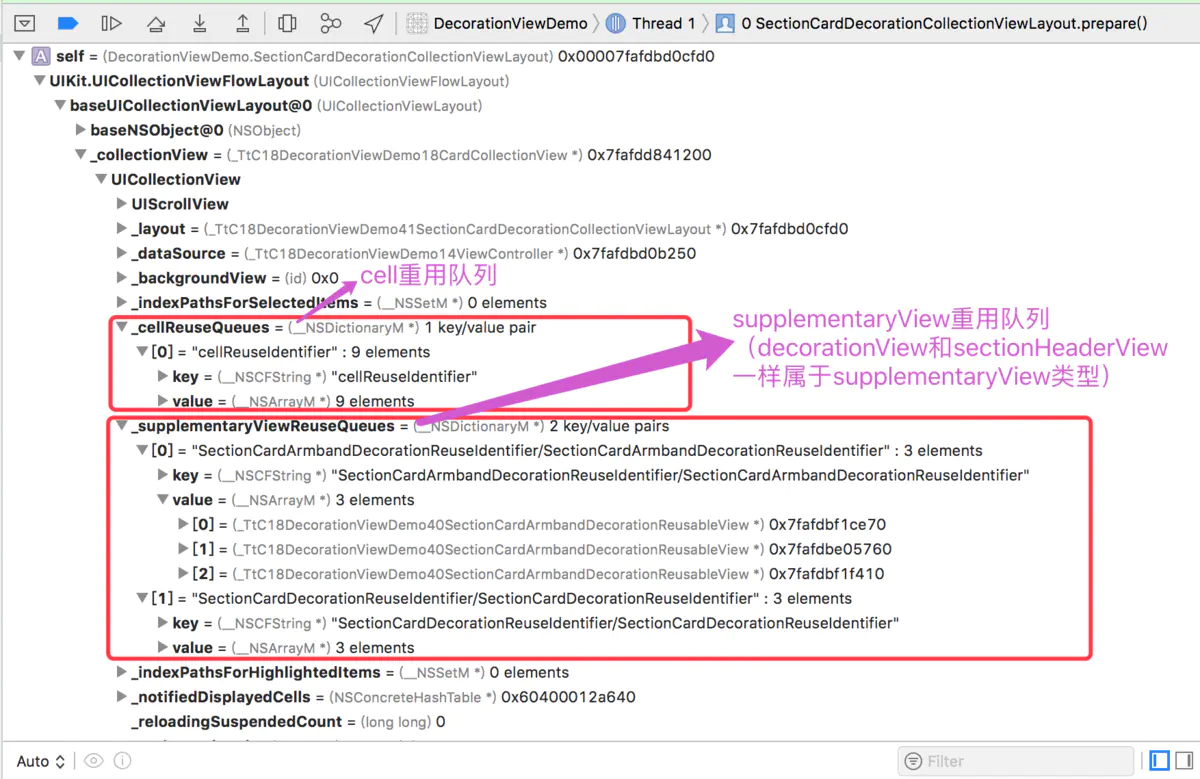 DecorationViewDemo Thread 1 0 SectionCardDecorationCollectionViewLayout.prepare()
A self = (DecorationViewDemo.SectionCardDecorationCollectionViewLayout) 0x00007fafdbd0cfd0
UIKit.UICollectionViewFlowLayout (UICollectionViewFlowLayout)
baseUICollectionViewLayout@0 (UICollectionViewLayout)
baseNSObject@0 (NSObject)
_collectionView = (_TtC18DecorationViewDemo18CardCollectionView *) 0x7fafdd841200
UICollectionView
UIScrollView
_layout = (_TtC18DecorationViewDemo41SectionCardDecorationCollectionViewLayout *) 0x7fafdbd0cfd0
_dataSource = (_TtC18DecorationViewDemo14ViewController *) 0x7fafdbd0b250
_backgroundView = (id) 0x0
cell重用队列
_indexPathsForSelectedItems = (__NSSetM *) 0 elements
_cellReuseQueues = (__NSDictionaryM *) 1 key/value pair
[0] = "cellReuseIdentifier" : 9 elements
key = (__NSCFString *) "cellReuseIdentifier"
value = (__NSArrayM *) 9 elements
supplementaryView重用队列
（decorationView和sectionHeaderView
一样属于supplementaryView类型）
_supplementaryViewReuseQueues = (__NSDictionaryM *) 2 key/value pairs
[0] = "SectionCardArmbandDecorationReuseIdentifier/SectionCardArmbandDecorationReuseIdentifier" : 3 elements
key = (__NSCFString *) "SectionCardArmbandDecorationReuseIdentifier/SectionCardArmbandDecorationReuseIdentifier"
value = (__NSArrayM *) 3 elements
[0] = (_TtC18DecorationViewDemo40SectionCardArmbandDecorationReusableView *) 0x7fafdbf1ce70
[1] = (_TtC18DecorationViewDemo40SectionCardArmbandDecorationReusableView *) 0x7fafdbe05760
[2] = (_TtC18DecorationViewDemo40SectionCardArmbandDecorationReusableView *) 0x7fafdbf1f410
[1] = "SectionCardDecorationReuseIdentifier/SectionCardDecorationReuseIdentifier" : 3 elements
key = (__NSCFString *) "SectionCardDecorationReuseIdentifier/SectionCardDecorationReuseIdentifier"
value = (__NSArrayM *) 3 elements
_indexPathsForHighlightedItems = (__NSSetM *) 0 elements
_notifiedDisplayedCells = (NSConcreteHashTable *) 0x60400012a640
_reloadingSuspendedCount = (long long) 0
Auto Filter